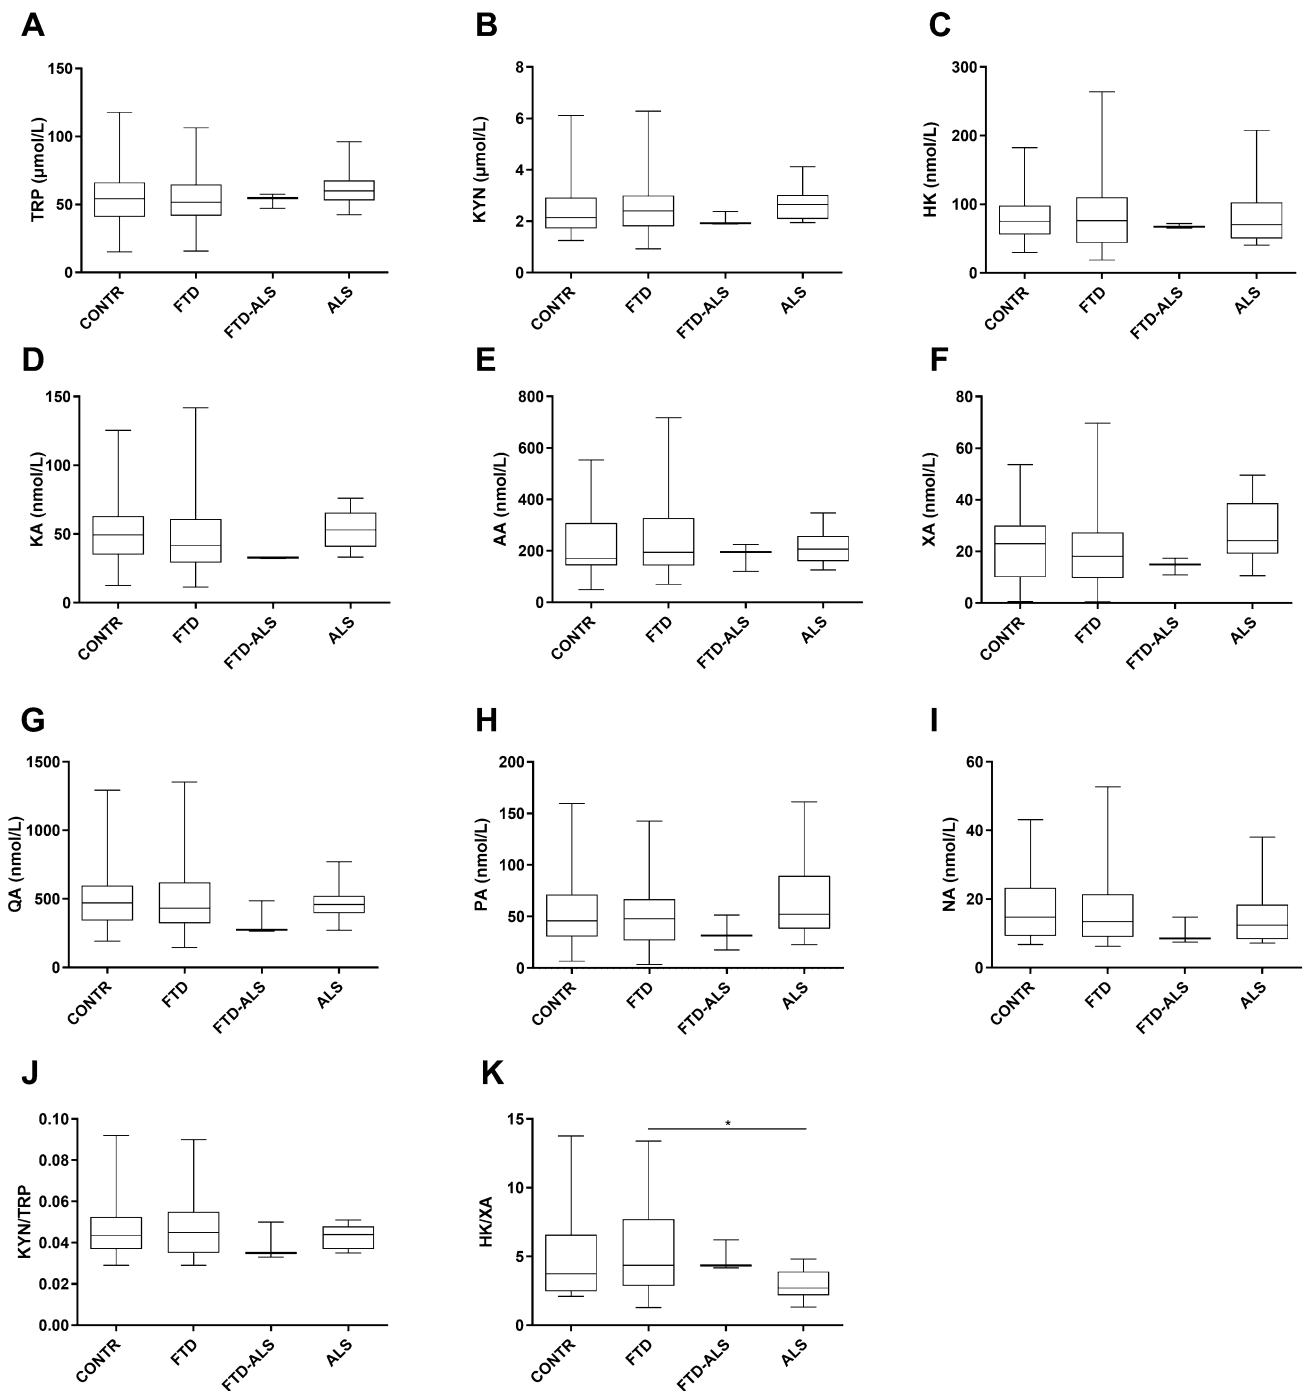 A
TRP (µmol/L)
150
100
50
0
CONTR
FTD
FTD-ALS
ALS
B
KYN (µmol/L)
8
6
4
2
0
CONTR
FTD
FTD-ALS
ALS
C
HK (nmol/L)
300
200
100
0
CONTR
FTD
FTD-ALS
ALS
D
KA (nmol/L)
150
100
50
0
CONTR
FTD
FTD-ALS
ALS
E
AA (nmol/L)
800
600
400
200
0
CONTR
FTD
FTD-ALS
ALS
F
XA (nmol/L)
80
60
40
20
0
CONTR
FTD
FTD-ALS
ALS
G
QA (nmol/L)
1500
1000
500
0
CONTR
FTD
FTD-ALS
ALS
H
PA (nmol/L)
200
150
100
50
0
CONTR
FTD
FTD-ALS
ALS
I
NA (nmol/L)
60
40
20
0
CONTR
FTD
FTD-ALS
ALS
J
KYN/TRP
0.10
0.08
0.06
0.04
0.02
0.00
CONTR
FTD
FTD-ALS
ALS
K
HK/XA
15
10
5
0
*
CONTR
FTD
FTD-ALS
ALS